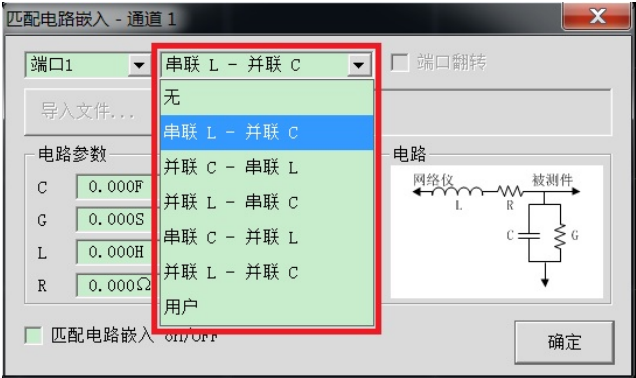 匹配电路嵌入 - 通道 1
端口1
串联 L - 并联 C
端口翻转
导入文件...
无
串联 L - 并联 C
并联 C - 串联 L
并联 L - 串联 C
串联 C - 并联 L
并联 L - 并联 C
用户
电路参数
C 0.000F
G 0.000S
L 0.000H
R 0.000Ω
电路
网络仪
被测件
L
R
C
G
匹配电路嵌入 on/OFF
确定